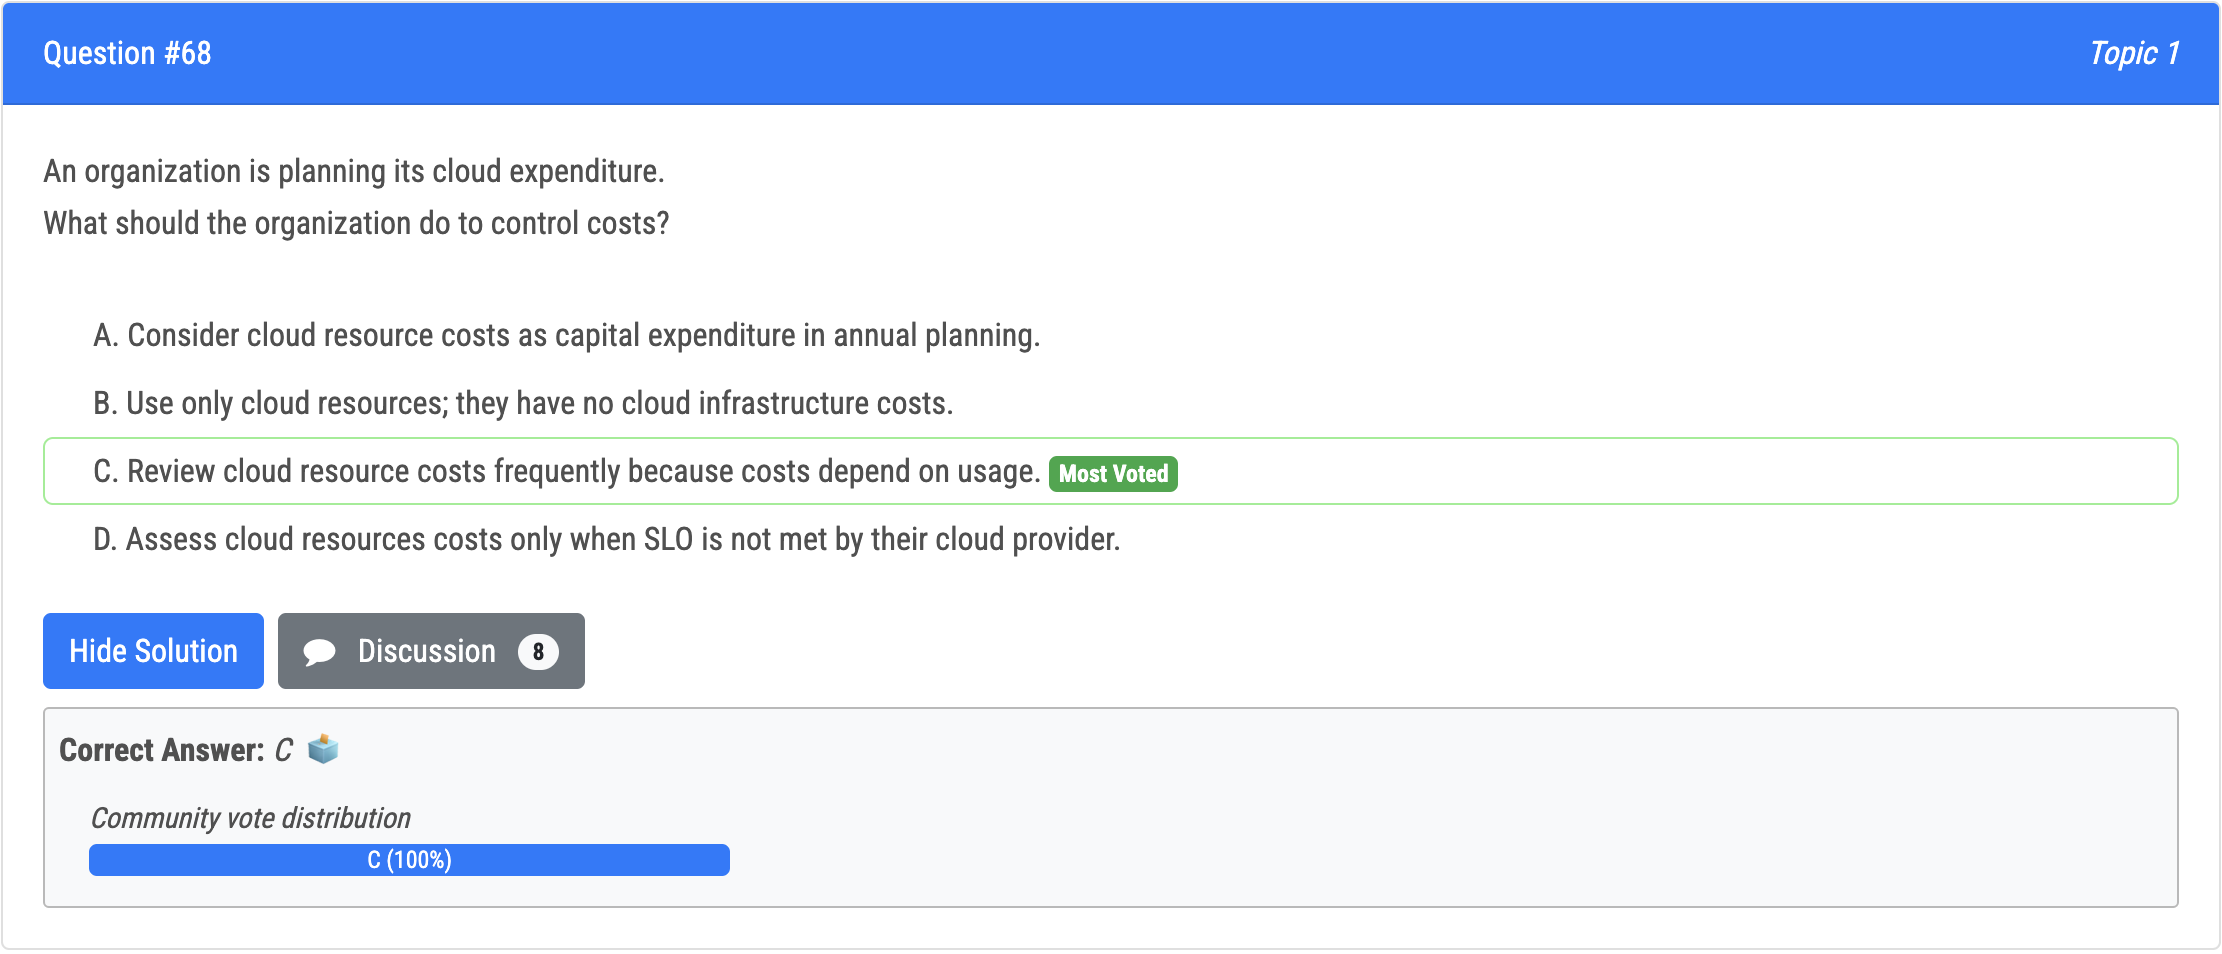 Question #68
Topic 1
An organization is planning its cloud expenditure.
What should the organization do to control costs?
A. Consider cloud resource costs as capital expenditure in annual planning.
B. Use only cloud resources; they have no cloud infrastructure costs.
C. Review cloud resource costs frequently because costs depend on usage. Most Voted
D. Assess cloud resources costs only when SLO is not met by their cloud provider.
Hide Solution
Discussion 8
Correct Answer: C
Community vote distribution
C (100%)